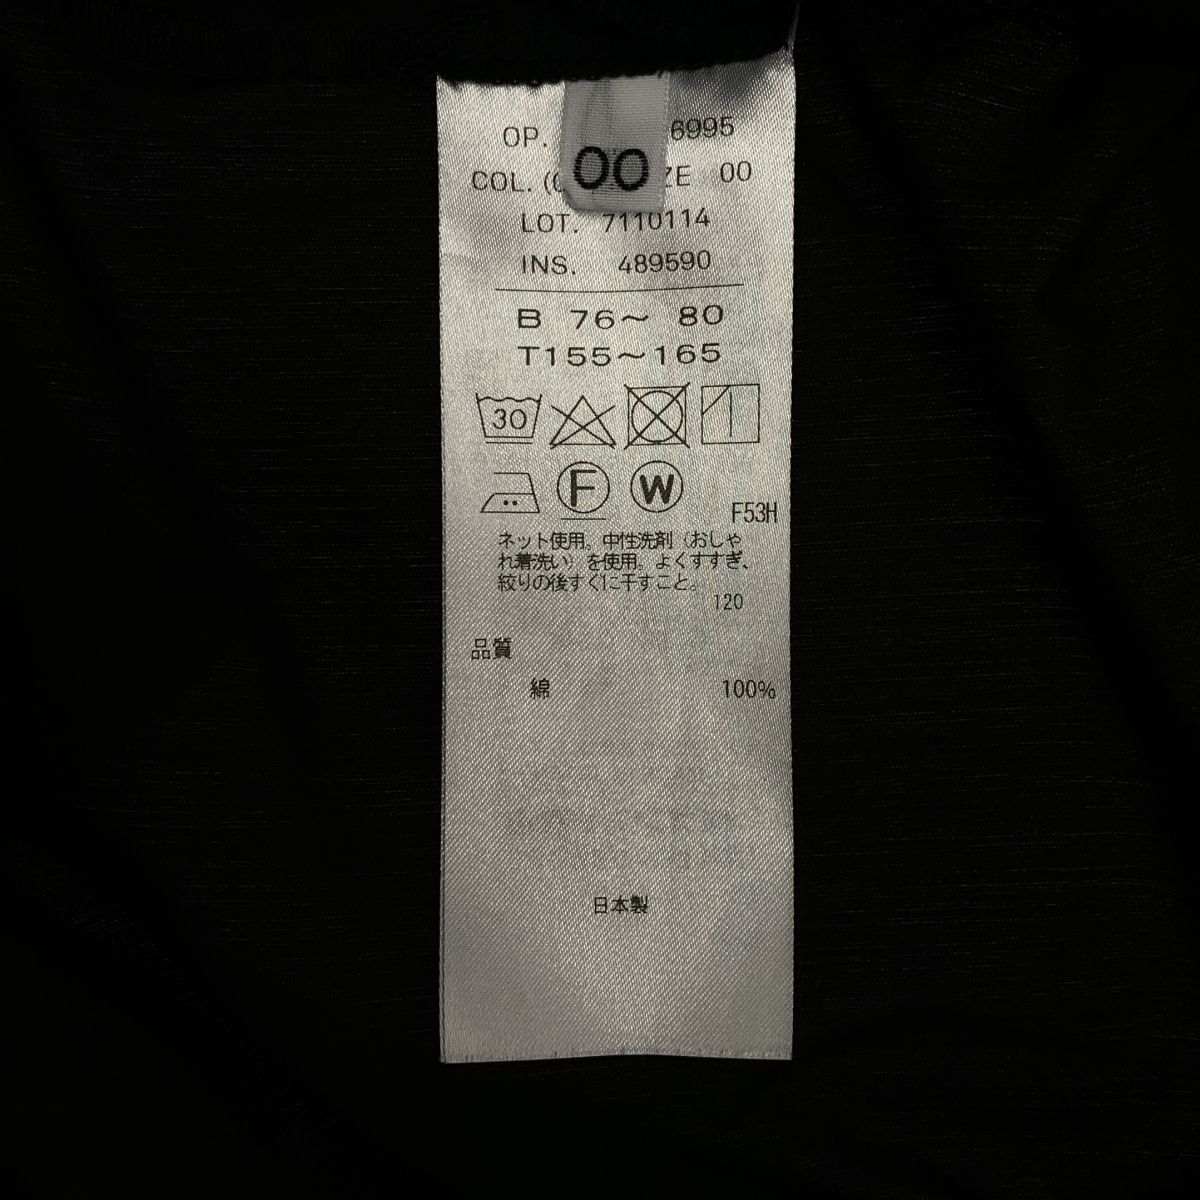 OP. 6995
00
COL. SIZE 00
LOT. 7110114
INS. 489590
B 76～ 80
T155～165
30
F W
F53H
ネット使用。中性洗剤（おしゃ
れ着洗い）を使用。よくすすぎ、
絞りの後すぐに干すこと。
120
品質
綿 100%
日本製